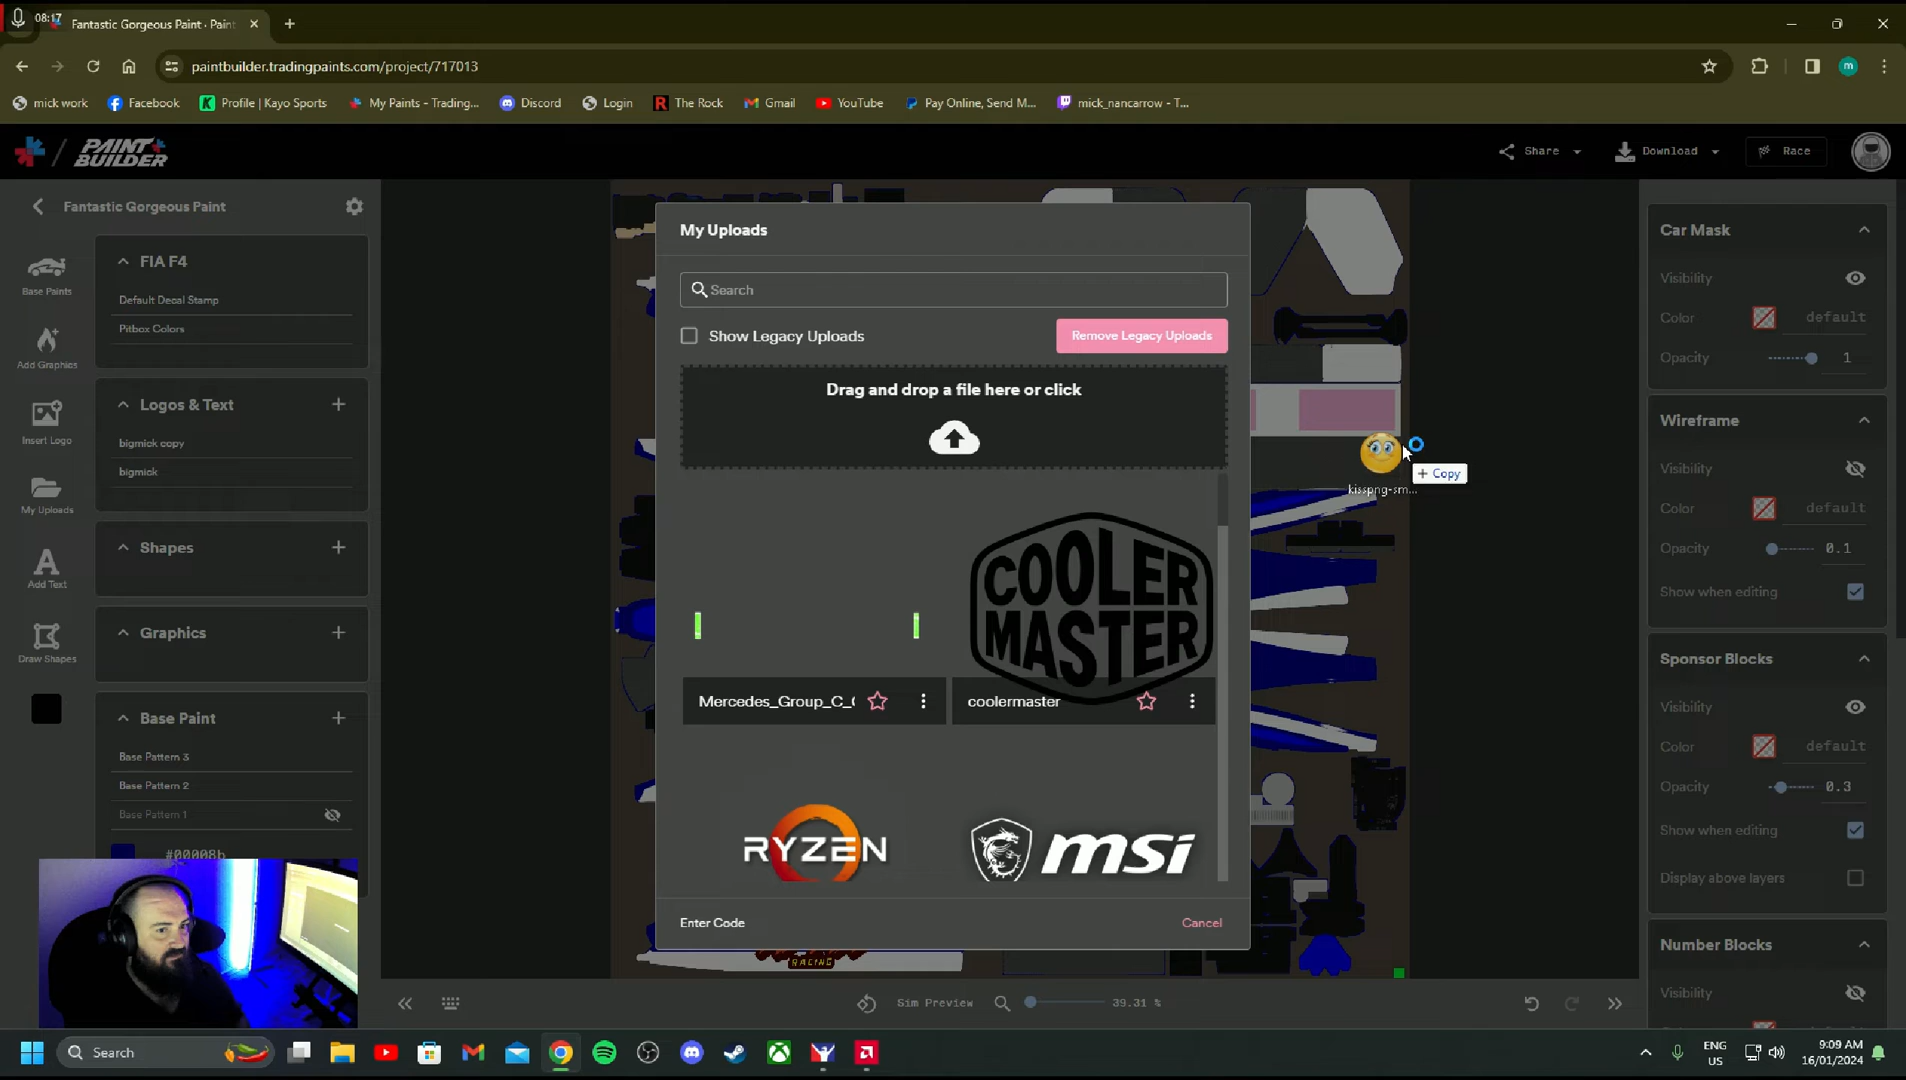 08:17
Fantastic Gorgeous Paint · Paint
paintbuilder.tradingpaints.com/project/717013
m
mick work
Facebook
Profile | Kayo Sports
My Paints - Trading...
Discord
Login
The Rock
Gmail
YouTube
Pay Online, Send M...
mick_nancarrow - T...
PAINT BUILDER
Share
Download
Race
Fantastic Gorgeous Paint
Base Paints
Add Graphics
Insert Logo
My Uploads
Add Text
Draw Shapes
FIA F4
Default Decal Stamp
Pitbox Colors
Logos & Text
bigmick copy
bigmick
Shapes
Graphics
Base Paint
Base Pattern 3
Base Pattern 2
Base Pattern 1
#00008b
My Uploads
Search
Show Legacy Uploads
Remove Legacy Uploads
Drag and drop a file here or click
COOLER
MASTER
Mercedes_Group_C_
coolermaster
RYZEN
msi
Enter Code
Cancel
RACING
kisspng-sm...
+ Copy
Car Mask
Visibility
Color
default
Opacity
1
Wireframe
Visibility
Color
default
Opacity
0.1
Show when editing
Sponsor Blocks
Visibility
Color
default
Opacity
0.3
Show when editing
Display above layers
Number Blocks
Visibility
Sim Preview
39.31 %
Search
ENG
US
9:09 AM
16/01/2024